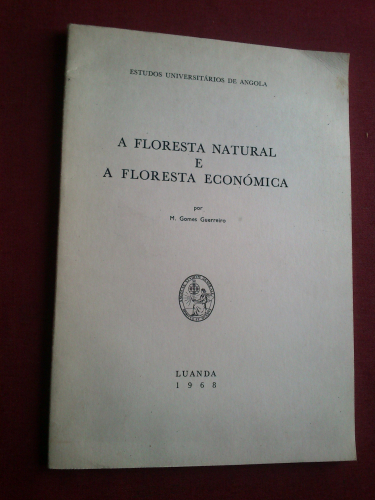 ESTUDOS UNIVERSITÁRIOS DE ANGOLA
A FLORESTA NATURAL
E
A FLORESTA ECONÓMICA
por
M. Gomes Guerreiro
LUANDA
1968